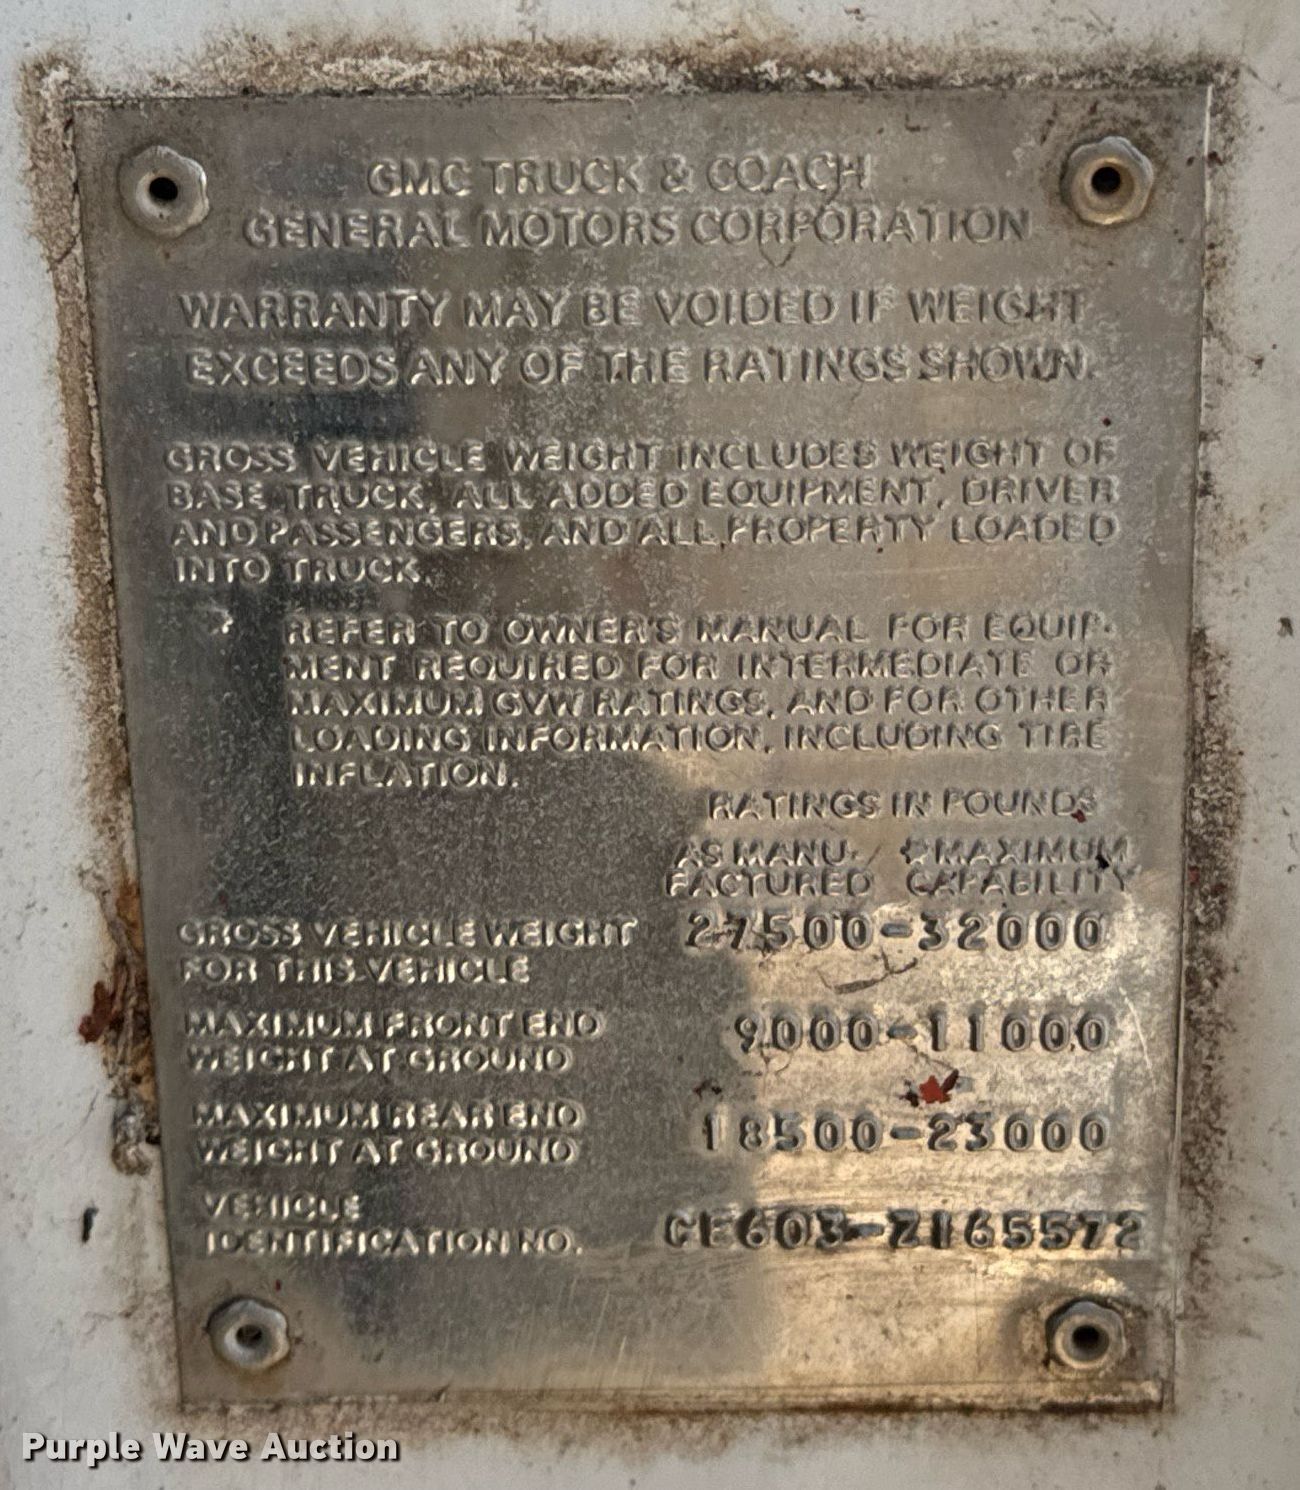 GMC TRUCK & COACH
GENERAL MOTORS CORPORATION
WARRANTY MAY BE VOIDED IF WEIGHT
EXCEEDS ANY OF THE RATINGS SHOWN.
GROSS VEHICLE WEIGHT INCLUDES WEIGHT OF
BASE TRUCK, ALL ADDED EQUIPMENT, DRIVER
AND PASSENGERS, AND ALL PROPERTY LOADED
INTO TRUCK.
* REFER TO OWNER'S MANUAL FOR EQUIP-
MENT REQUIRED FOR INTERMEDIATE OR
MAXIMUM GVW RATINGS, AND FOR OTHER
LOADING INFORMATION, INCLUDING TIRE
INFLATION.
RATINGS IN POUNDS
AS MANU- / *MAXIMUM
FACTURED CAPABILITY
GROSS VEHICLE WEIGHT 27500-32000
FOR THIS VEHICLE
MAXIMUM FRONT END 9000-11000
WEIGHT AT GROUND
MAXIMUM REAR END 18500-23000
WEIGHT AT GROUND
VEHICLE
IDENTIFICATION NO. CE603-Z165572
Purple Wave Auction